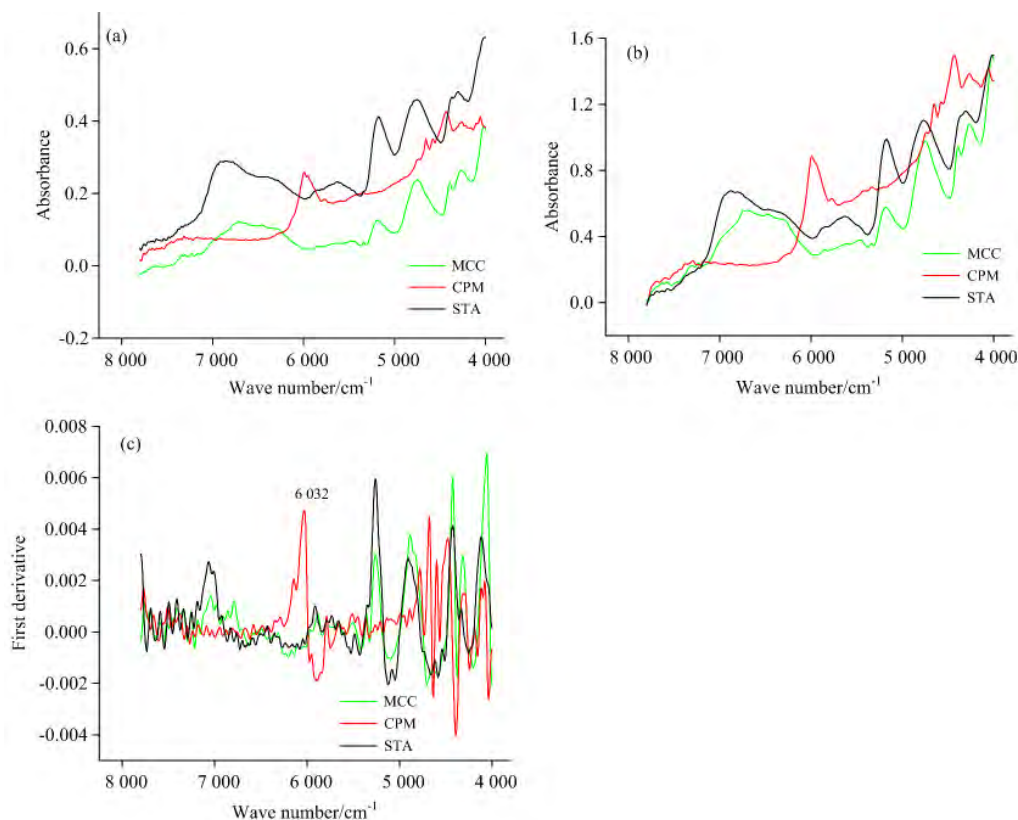 (a)
0.6
0.4
0.2
0.0
-0.2
Absorbance
MCC
CPM
STA
8 000 7 000 6 000 5 000 4 000
Wave number/cm⁻¹
(b)
1.6
1.2
0.8
0.4
0.0
Absorbance
MCC
CPM
STA
8 000 7 000 6 000 5 000 4 000
Wave number/cm⁻¹
(c)
0.008
0.006
0.004
0.002
0.000
-0.002
-0.004
First derivative
6 032
MCC
CPM
STA
8 000 7 000 6 000 5 000 4 000
Wave number/cm⁻¹